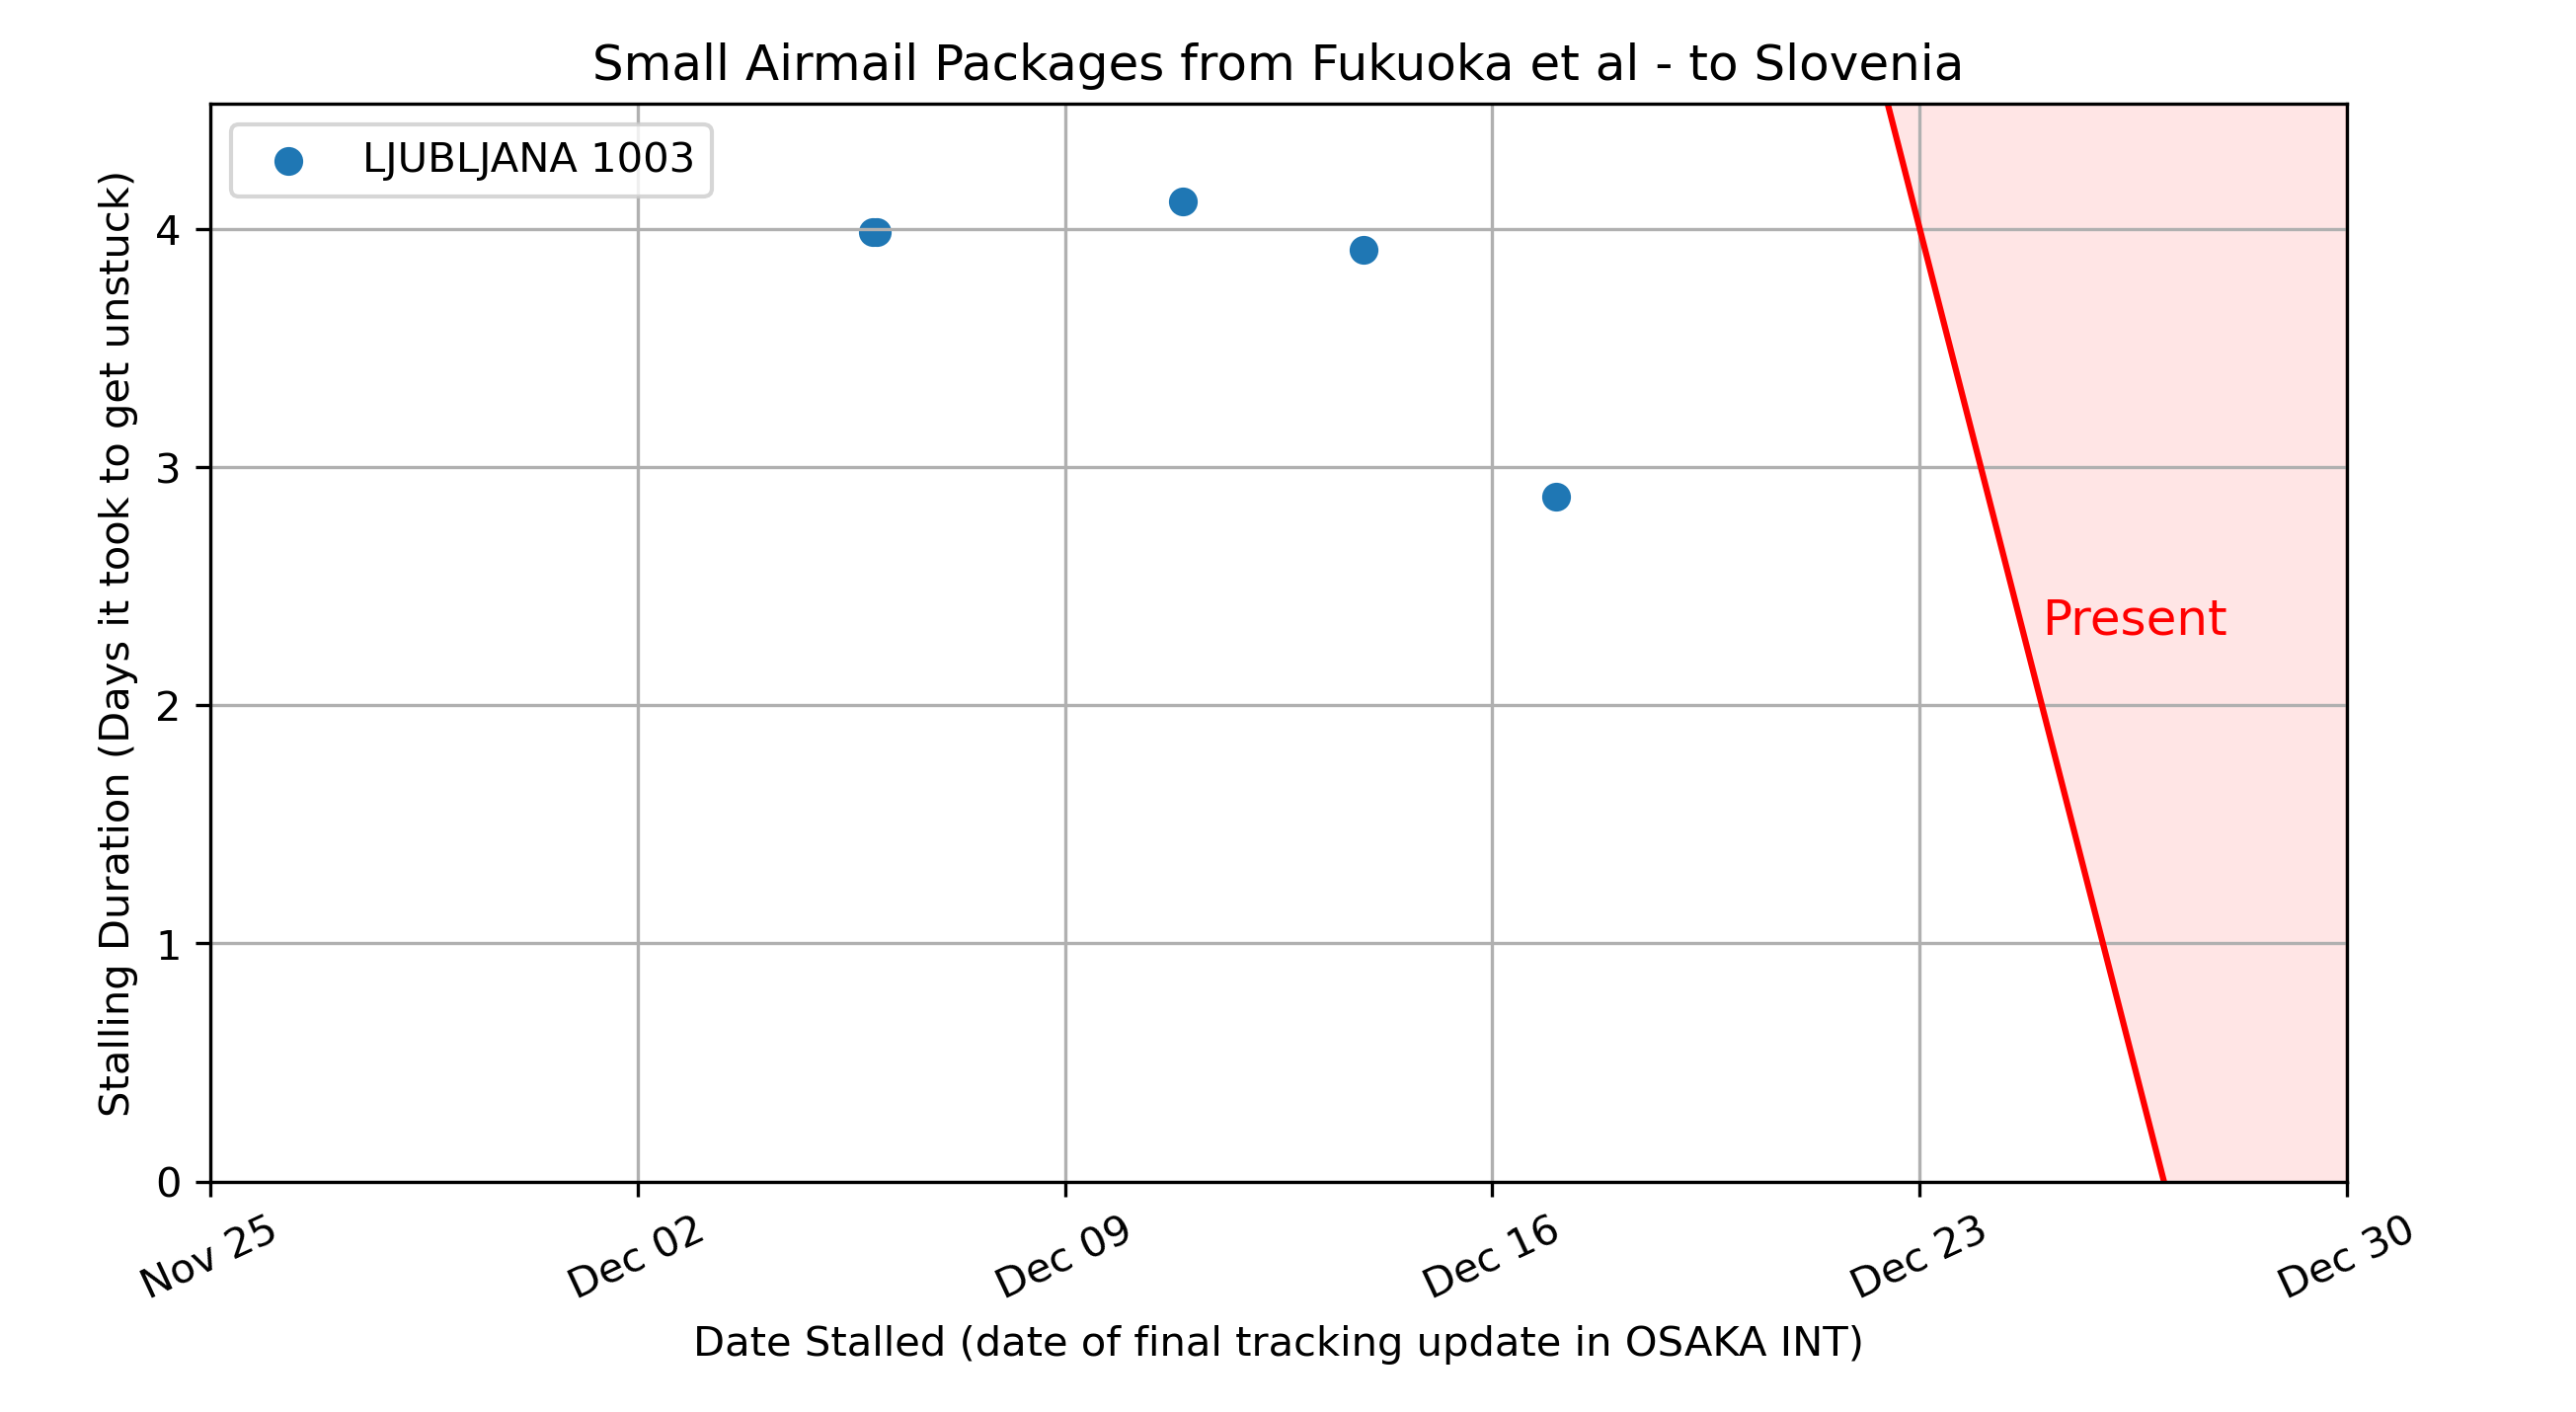 Small Airmail Packages from Fukuoka et al - to Slovenia
LJUBLJANA 1003
Stalling Duration (Days it took to get unstuck)
4
3
2
1
0
Present
Nov 25
Dec 02
Dec 09
Dec 16
Dec 23
Dec 30
Date Stalled (date of final tracking update in OSAKA INT)